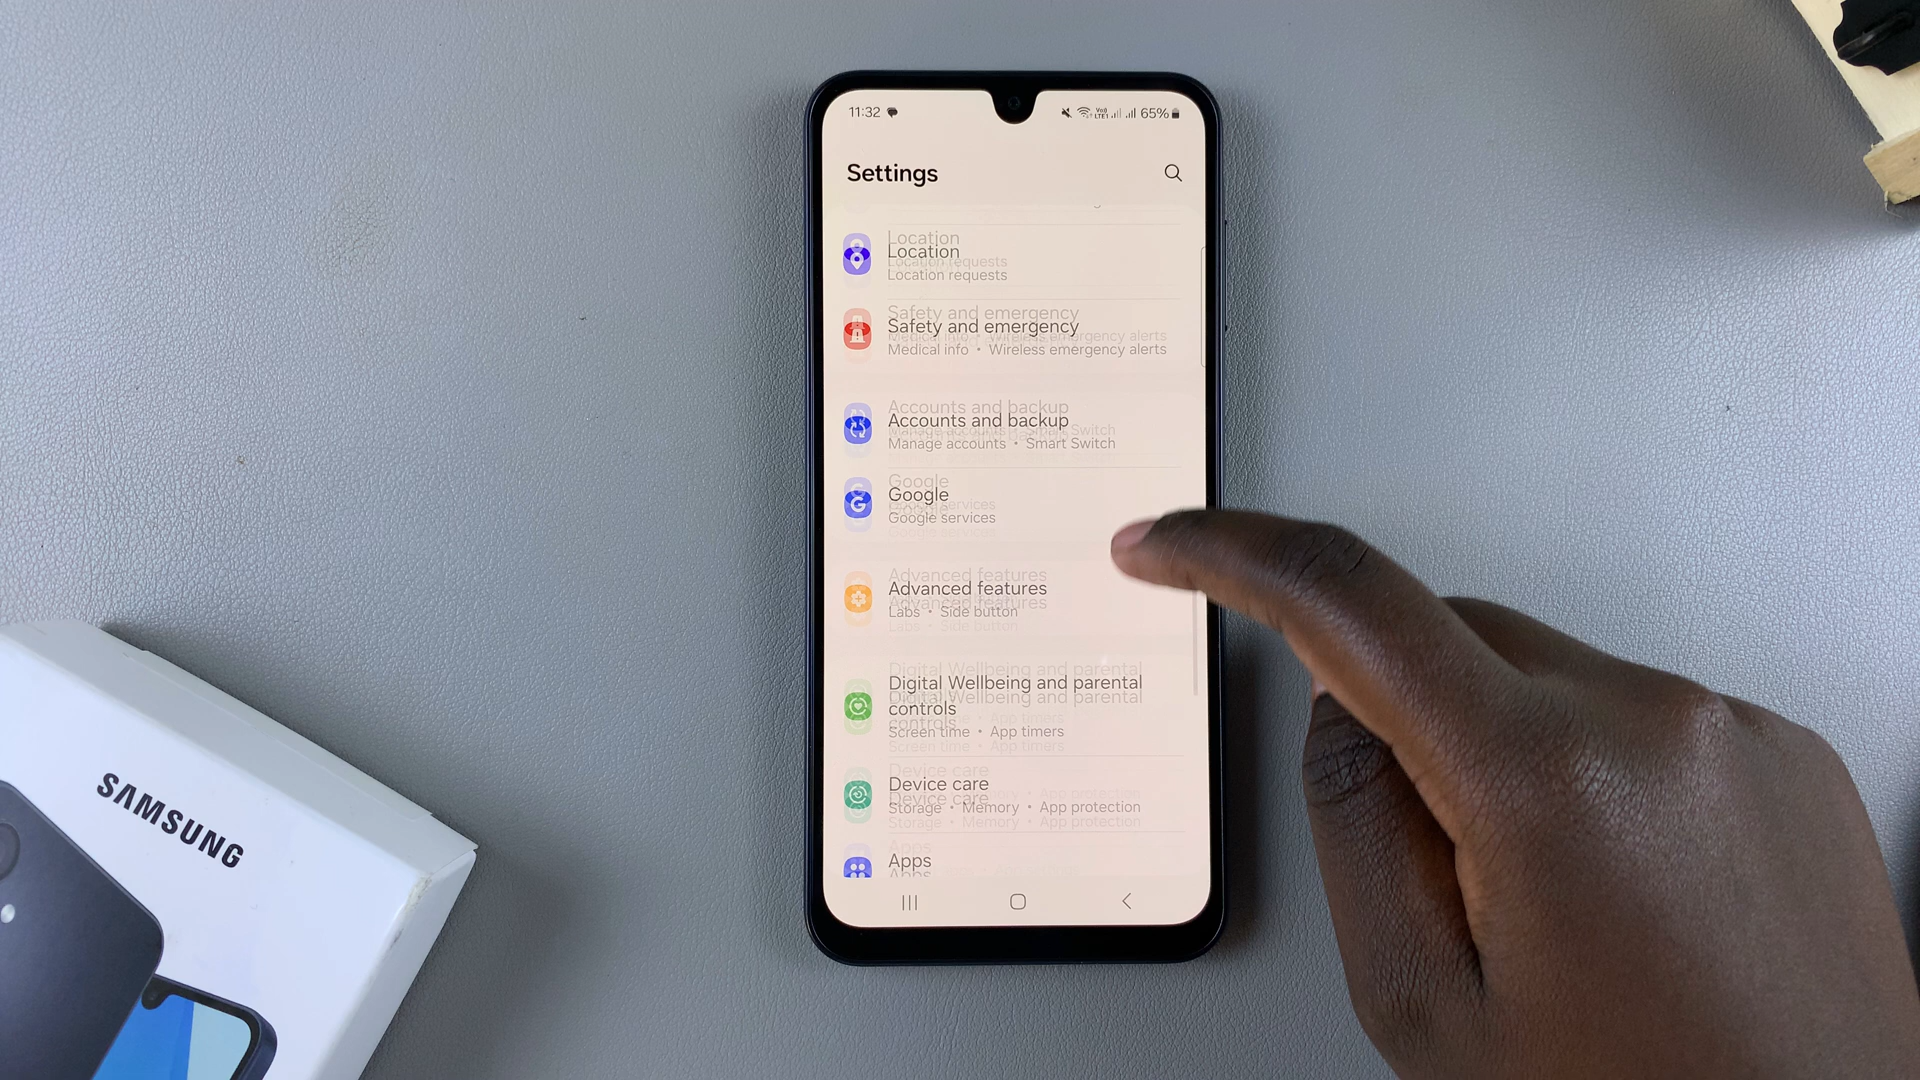 11:32
Vo)) LTE1 65%
Settings
Location
Location requests
Safety and emergency
Medical info • Wireless emergency alerts
Accounts and backup
Manage accounts • Smart Switch
Google
Google services
Advanced features
Labs • Side button
Digital Wellbeing and parental
controls
Screen time • App timers
Device care
Storage • Memory • App protection
Apps
SAMSUNG